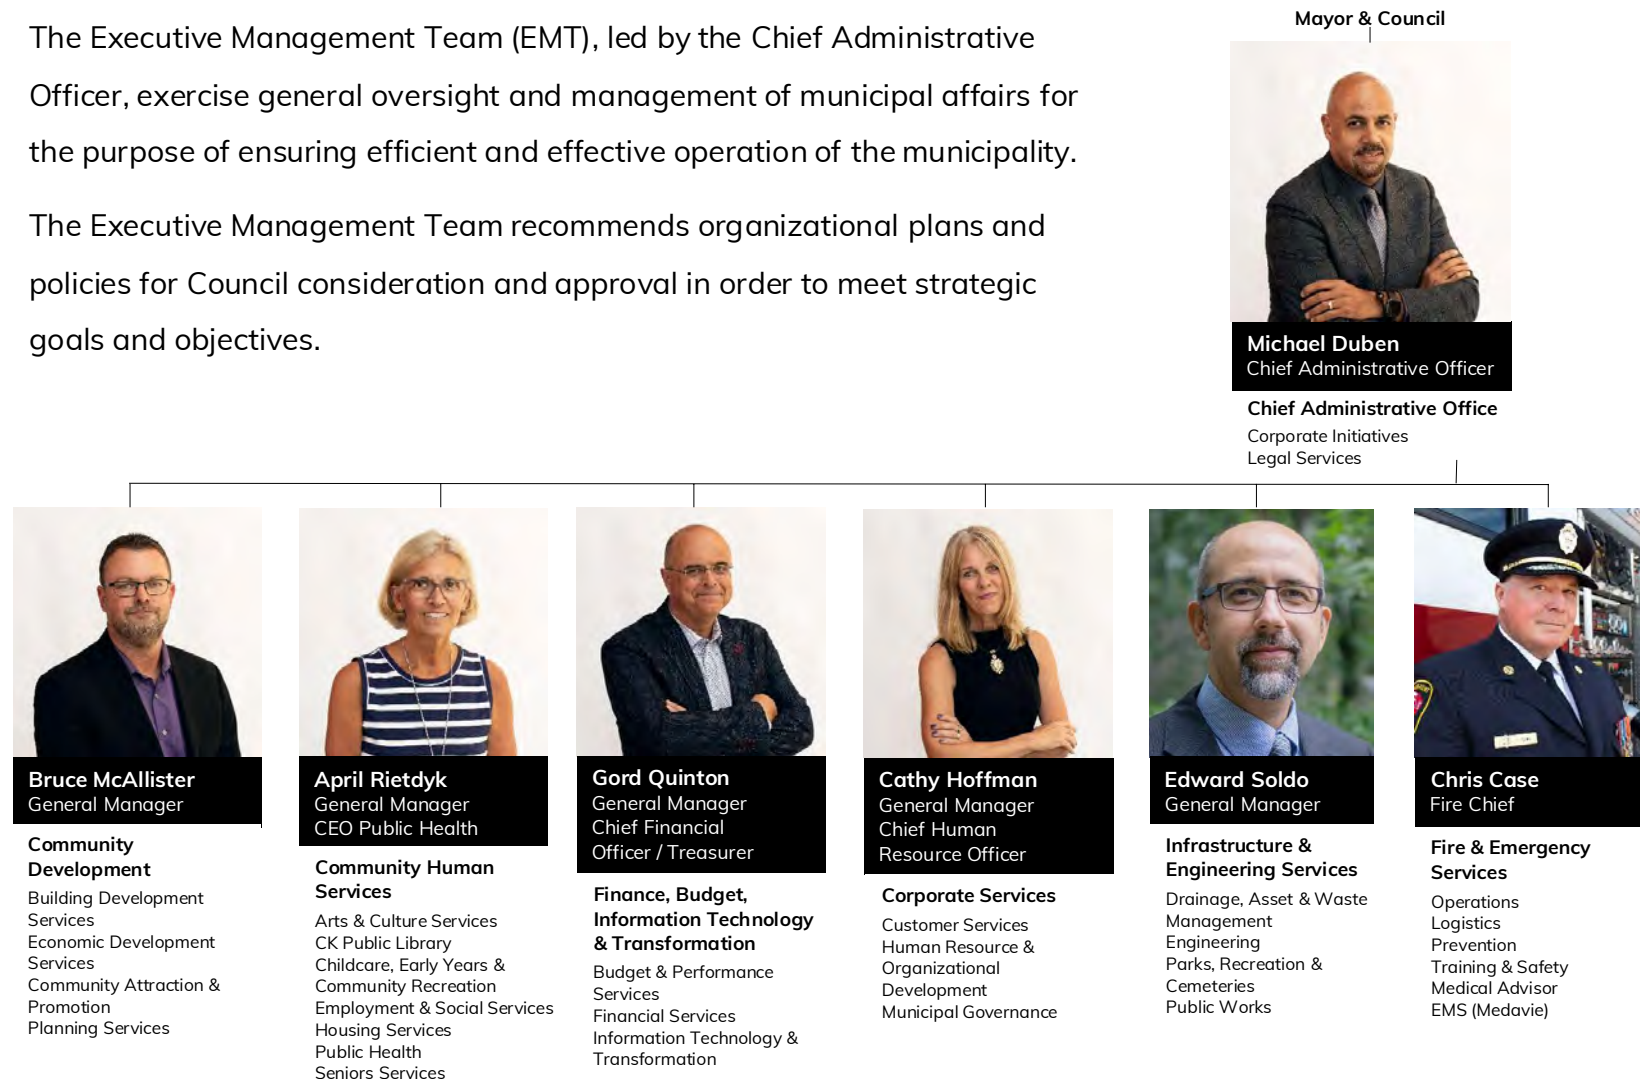 The Executive Management Team (EMT), led by the Chief Administrative
Officer, exercise general oversight and management of municipal affairs for
the purpose of ensuring efficient and effective operation of the municipality.
The Executive Management Team recommends organizational plans and
policies for Council consideration and approval in order to meet strategic
goals and objectives.
Mayor & Council
Michael Duben
Chief Administrative Officer
Chief Administrative Office
Corporate Initiatives
Legal Services
Bruce McAllister
General Manager
Community
Development
Building Development
Services
Economic Development
Services
Community Attraction &
Promotion
Planning Services
April Rietdyk
General Manager
CEO Public Health
Community Human
Services
Arts & Culture Services
CK Public Library
Childcare, Early Years &
Community Recreation
Employment & Social Services
Housing Services
Public Health
Seniors Services
Gord Quinton
General Manager
Chief Financial
Officer / Treasurer
Finance, Budget,
Information Technology
& Transformation
Budget & Performance
Services
Financial Services
Information Technology &
Transformation
Cathy Hoffman
General Manager
Chief Human
Resource Officer
Corporate Services
Customer Services
Human Resource &
Organizational
Development
Municipal Governance
Edward Soldo
General Manager
Infrastructure &
Engineering Services
Drainage, Asset & Waste
Management
Engineering
Parks, Recreation &
Cemeteries
Public Works
Chris Case
Fire Chief
Fire & Emergency
Services
Operations
Logistics
Prevention
Training & Safety
Medical Advisor
EMS (Medavie)